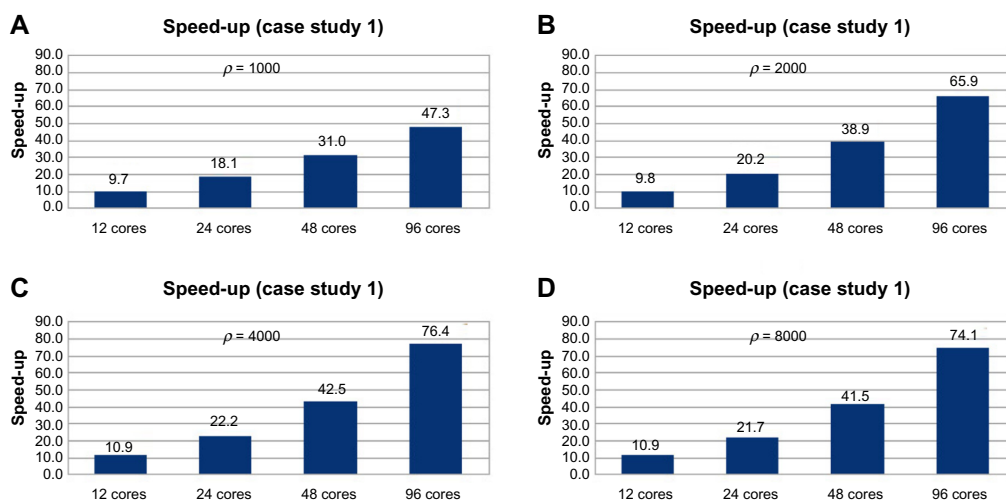 A
Speed-up (case study 1)
ρ = 1000
Speed-up
90.0
80.0
70.0
60.0
50.0
40.0
30.0
20.0
10.0
0.0
9.7
18.1
31.0
47.3
12 cores
24 cores
48 cores
96 cores
B
Speed-up (case study 1)
ρ = 2000
Speed-up
90.0
80.0
70.0
60.0
50.0
40.0
30.0
20.0
10.0
0.0
9.8
20.2
38.9
65.9
12 cores
24 cores
48 cores
96 cores
C
Speed-up (case study 1)
ρ = 4000
Speed-up
90.0
80.0
70.0
60.0
50.0
40.0
30.0
20.0
10.0
0.0
10.9
22.2
42.5
76.4
12 cores
24 cores
48 cores
96 cores
D
Speed-up (case study 1)
ρ = 8000
Speed-up
90.0
80.0
70.0
60.0
50.0
40.0
30.0
20.0
10.0
0.0
10.9
21.7
41.5
74.1
12 cores
24 cores
48 cores
96 cores